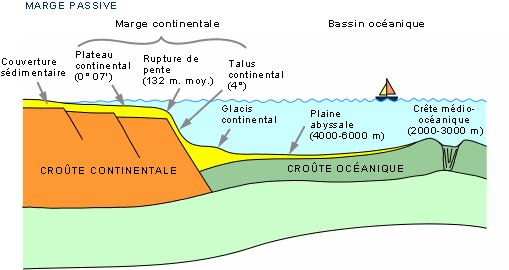 MARGE PASSIVE
Marge continentale
Bassin océanique
Couverture
sédimentaire
Plateau
continental
(0° 07')
Rupture de
pente
(132 m. moy.)
Talus
continental
(4°)
Glacis
continental
Plaine
abyssale
(4000-6000 m)
Crête médio-
océanique
(2000-3000 m)
CROÛTE CONTINENTALE
CROÛTE OCÉANIQUE